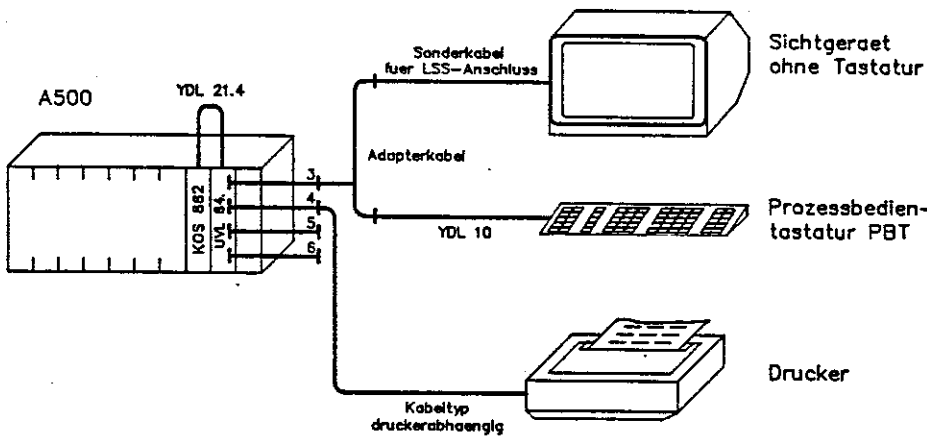 Sonderkabel
fuer LSS-Anschluss
Sichtgeraet
ohne Tastatur
YDL 21.4
A500
Adapterkabel
KOS 882
UVL 84.
3
4
5
6
YDL 10
Prozessbedien-
tastatur PBT
Drucker
Kabeltyp
druckerabhaengig